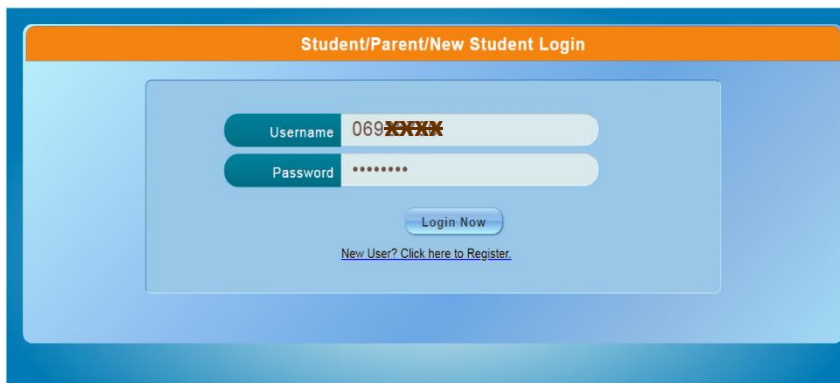 Student/Parent/New Student Login
Username 069
Password ••••••••
Login Now
New User? Click here to Register.